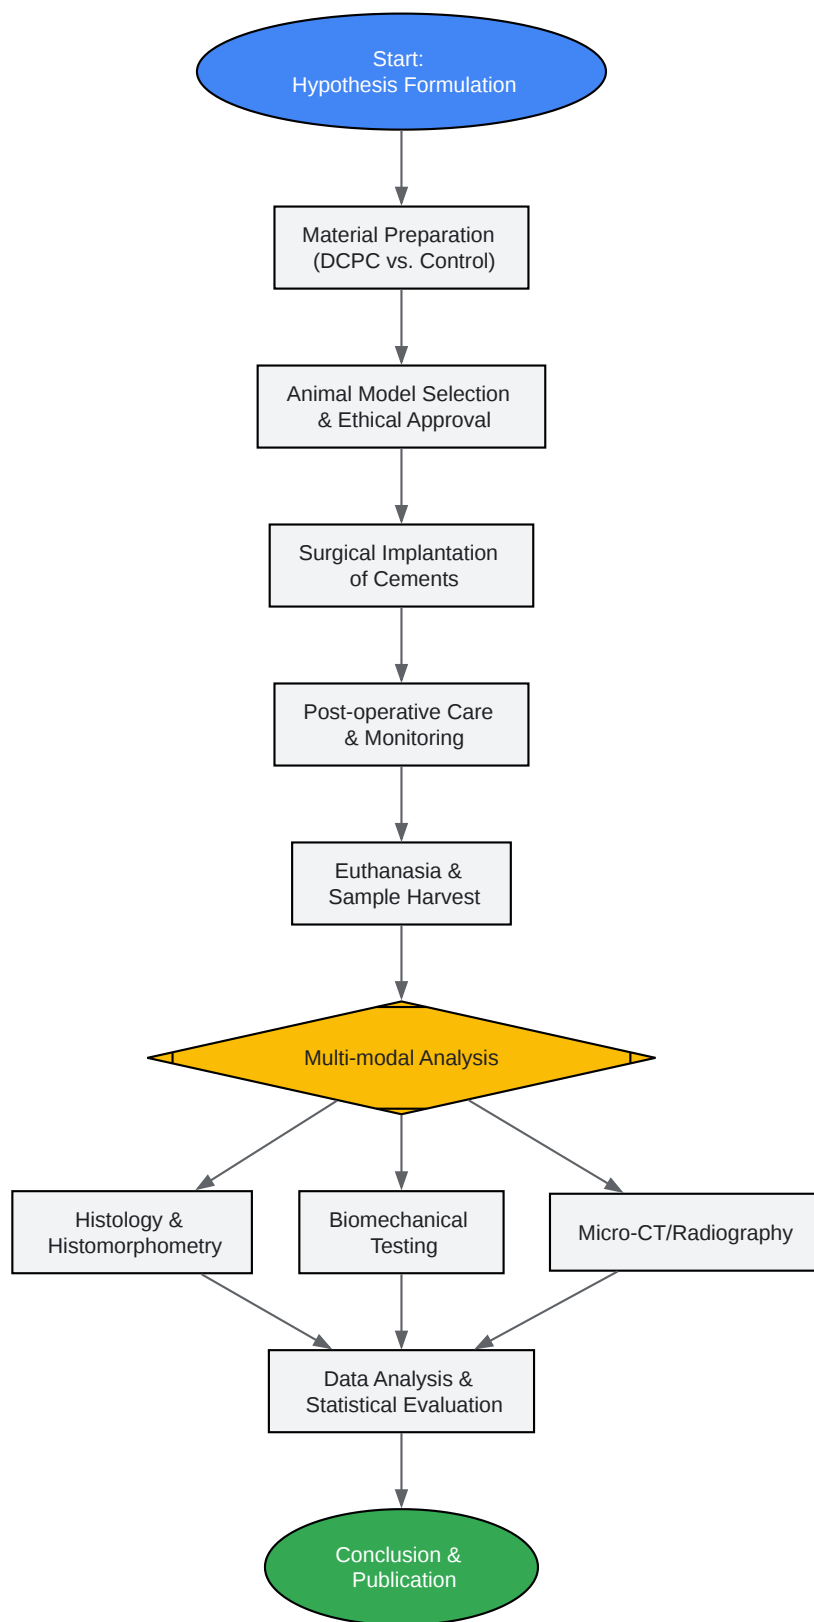 Start:
Hypothesis Formulation
Material Preparation
(DCPC vs. Control)
Animal Model Selection
& Ethical Approval
Surgical Implantation
of Cements
Post-operative Care
& Monitoring
Euthanasia &
Sample Harvest
Multi-modal Analysis
Histology &
Histomorphometry
Biomechanical
Testing
Micro-CT/Radiography
Data Analysis &
Statistical Evaluation
Conclusion &
Publication